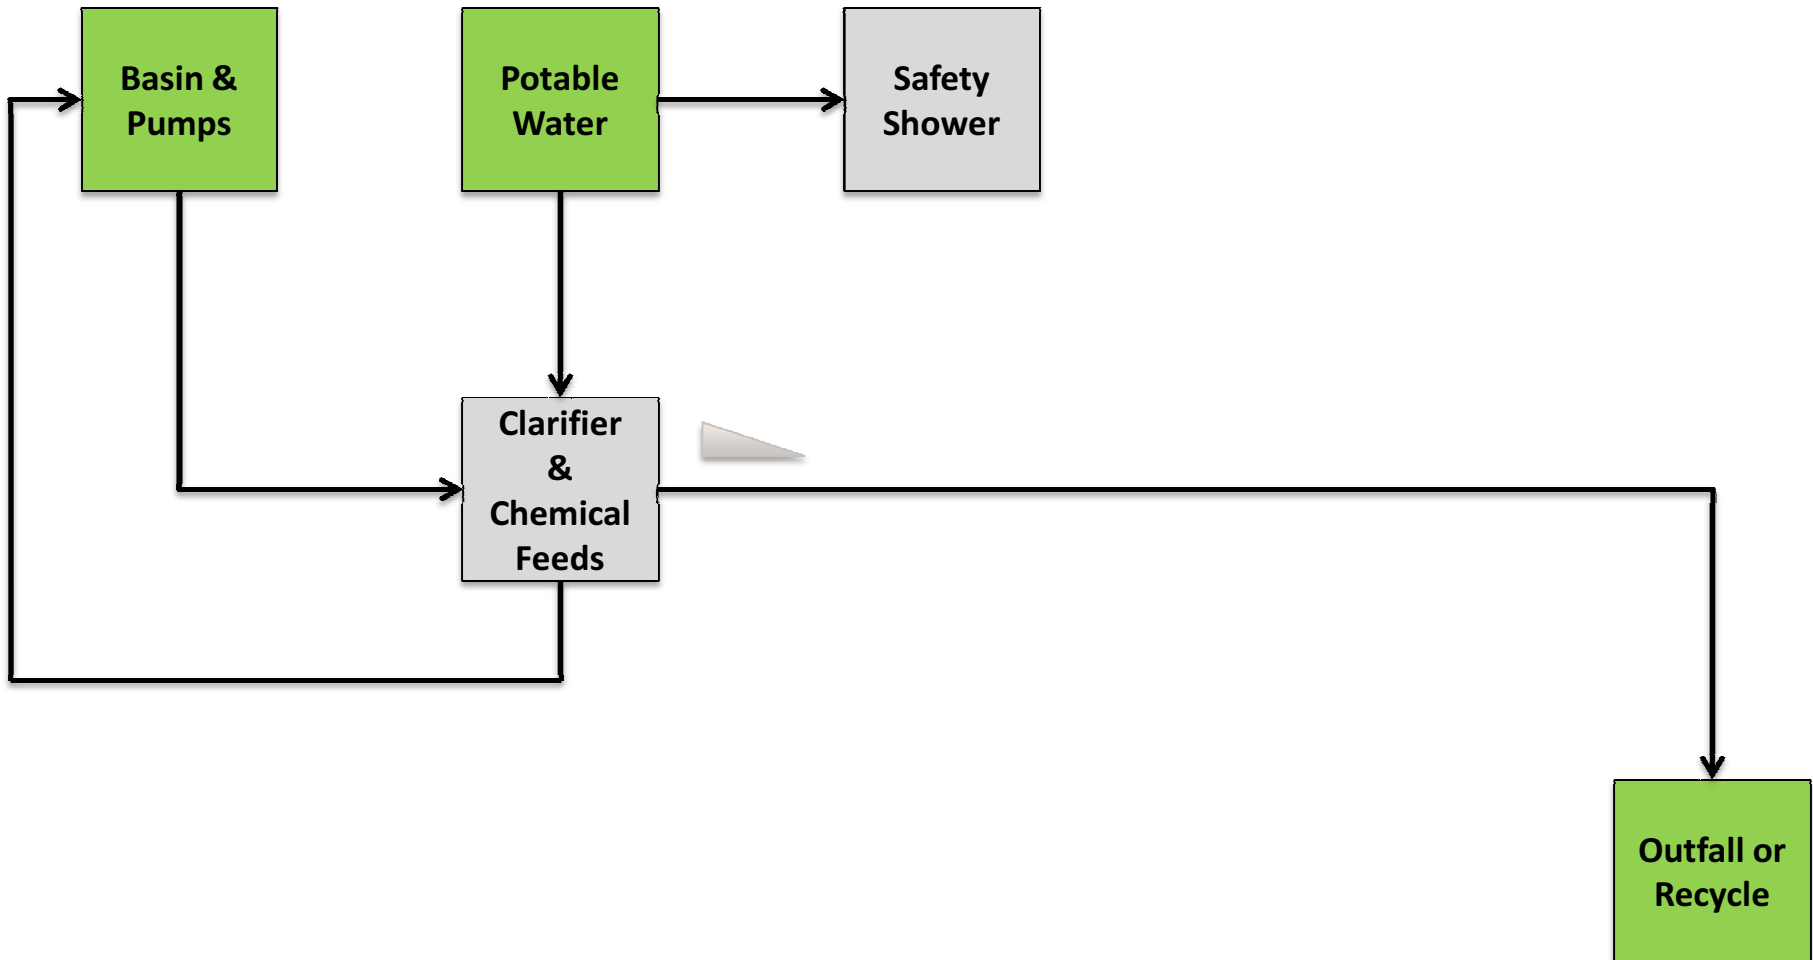 Basin &
Pumps
Potable
Water
Safety
Shower
Clarifier
&
Chemical
Feeds
Outfall or
Recycle